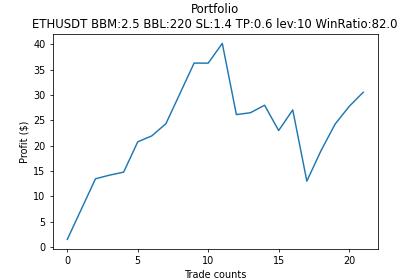 Portfolio
ETHUSDT BBM:2.5 BBL:220 SL:1.4 TP:0.6 lev:10 WinRatio:82.0
40
35
30
25
20
15
10
5
0
Profit ($)
0 5 10 15 20
Trade counts